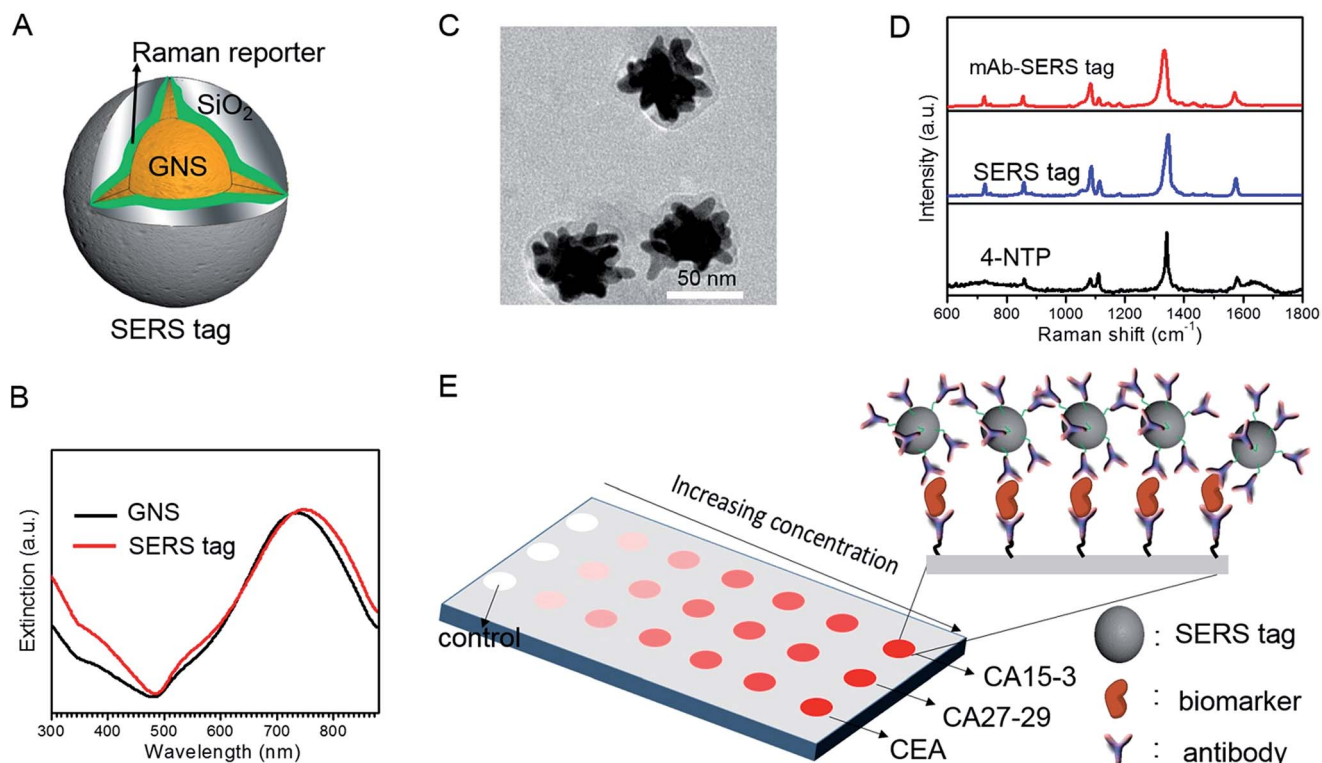 A
Raman reporter
SiO₂
GNS
SERS tag
B
Extinction (a.u.)
GNS
SERS tag
300 400 500 600 700 800
Wavelength (nm)
C
50 nm
D
Intensity (a.u.)
mAb-SERS tag
SERS tag
4-NTP
600 800 1000 1200 1400 1600 1800
Raman shift (cm⁻¹)
E
Increasing concentration
control
CA15-3
CA27-29
CEA
: SERS tag
: biomarker
: antibody